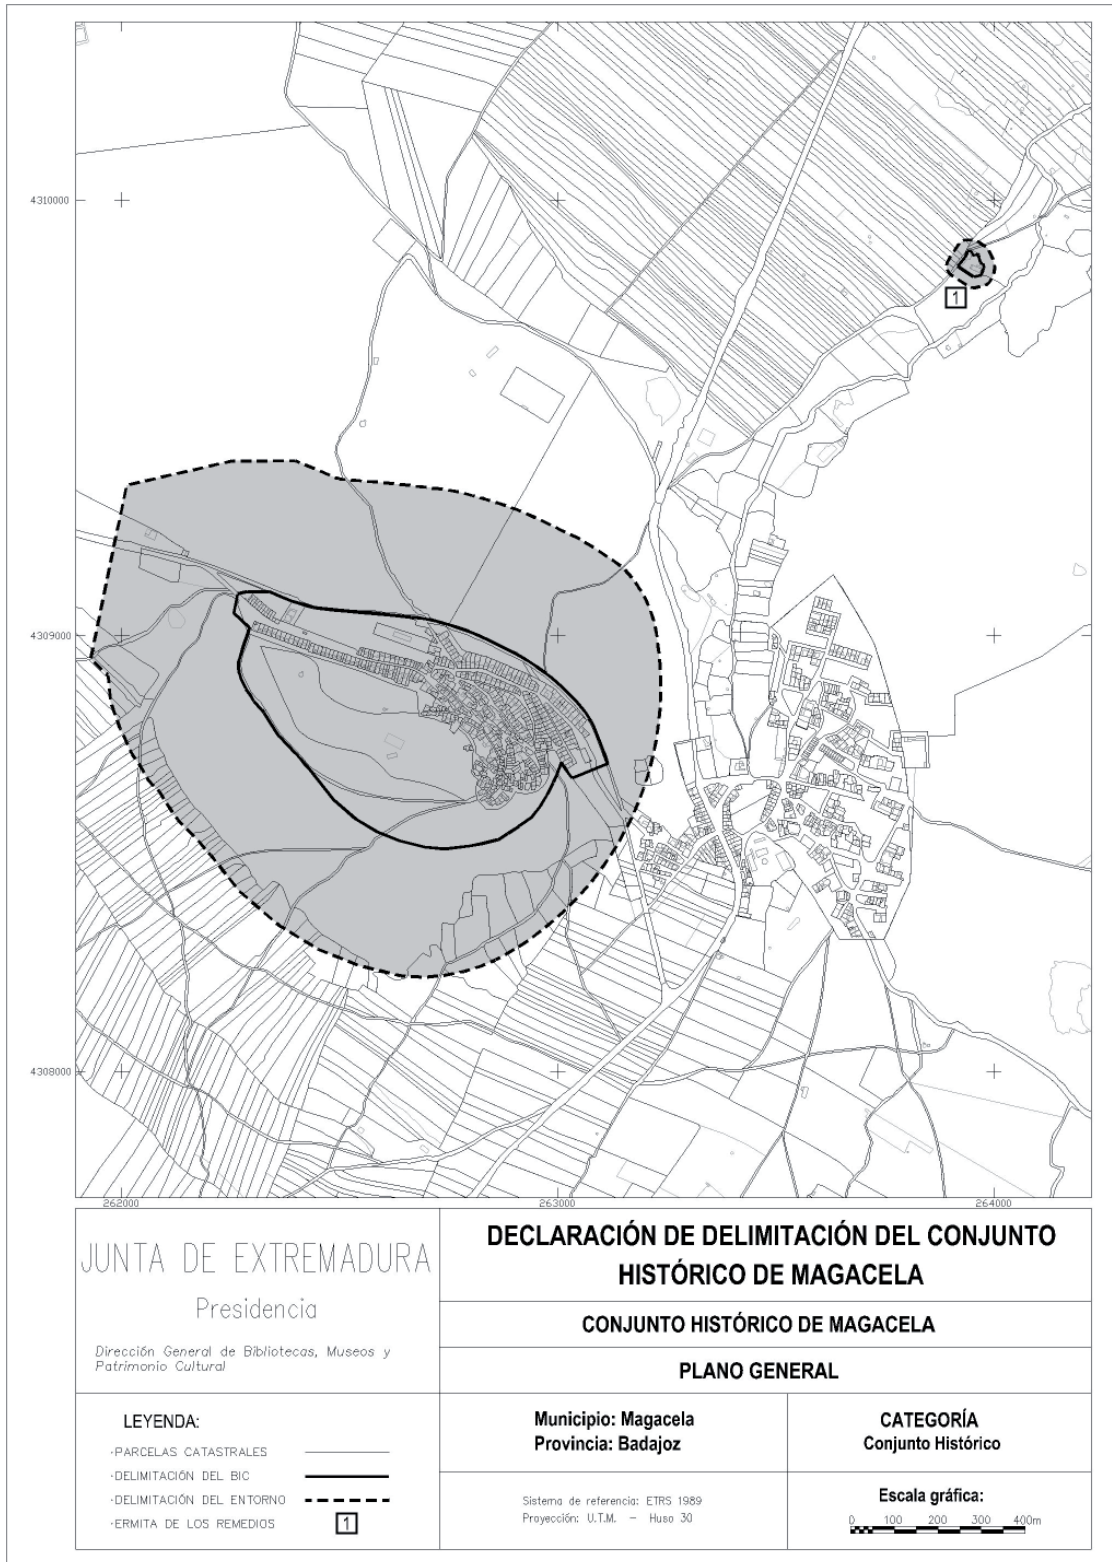 4310000
1
4309000
4308000
262000
263000
264000
JUNTA DE EXTREMADURA
Presidencia
Dirección General de Bibliotecas, Museos y
Patrimonio Cultural
DECLARACIÓN DE DELIMITACIÓN DEL CONJUNTO
HISTÓRICO DE MAGACELA
CONJUNTO HISTÓRICO DE MAGACELA
PLANO GENERAL
LEYENDA:
·PARCELAS CATASTRALES
·DELIMITACIÓN DEL BIC
·DELIMITACIÓN DEL ENTORNO
·ERMITA DE LOS REMEDIOS 1
Municipio: Magacela
Provincia: Badajoz
CATEGORÍA
Conjunto Histórico
Sistema de referencia: ETRS 1989
Proyección: U.T.M. – Huso 30
Escala gráfica:
0 100 200 300 400m